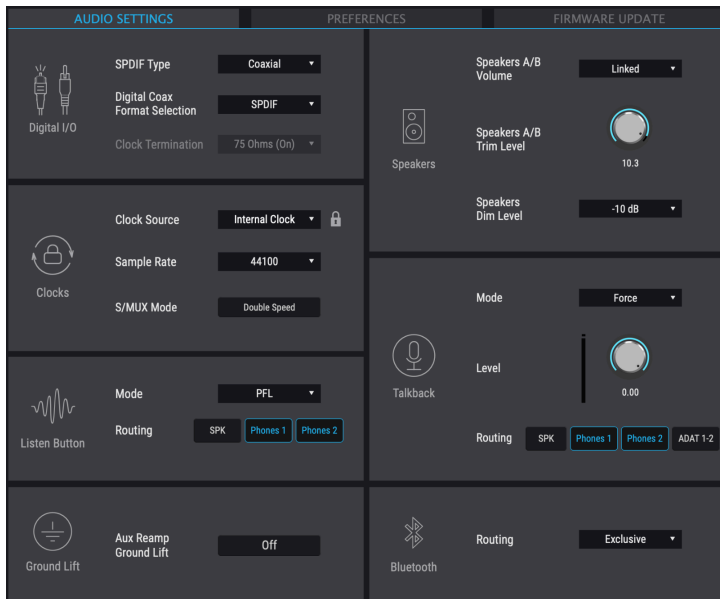 AUDIO SETTINGS
PREFERENCES
FIRMWARE UPDATE
Digital I/O
SPDIF Type
Coaxial
Digital Coax
Format Selection
SPDIF
Clock Termination
75 Ohms (On)
Clocks
Clock Source
Internal Clock
Sample Rate
44100
S/MUX Mode
Double Speed
Listen Button
Mode
PFL
Routing
SPK
Phones 1
Phones 2
Ground Lift
Aux Reamp
Ground Lift
Off
Speakers
Speakers A/B
Volume
Linked
Speakers A/B
Trim Level
10.3
Speakers
Dim Level
-10 dB
Talkback
Mode
Force
Level
0.00
Routing
SPK
Phones 1
Phones 2
ADAT 1-2
Bluetooth
Routing
Exclusive